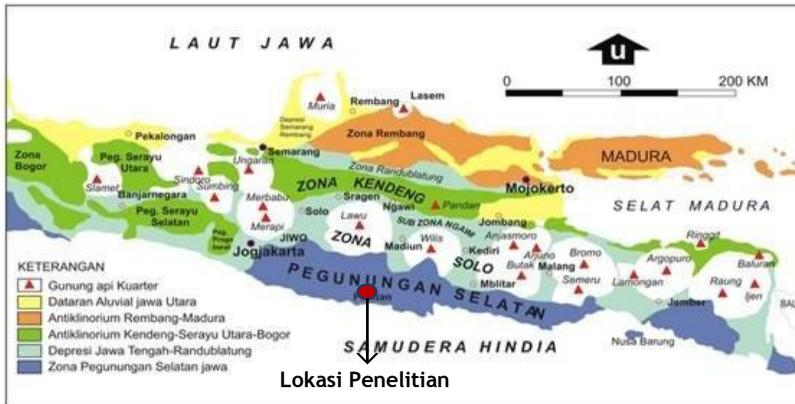 LAUT JAWA
u
0 100 200 KM
Muria
Rembang
Lasem
Depresi
Semarang
Rembang
Zona Rembang
Pekalongan
Semarang
Zona
Bogor
Peg. Serayu
Utara
Ungaran
Zona Randublatung
MADURA
Slamet
Sindoro
Sumbing
ZONA KENDENG
Mojokerto
Banjarnegara
Merbabu
Sragen
Ngawi
Pandan
SELAT MADURA
Peg. Serayu
Selatan
Merapi
Solo
Lawu
SUB ZONA NGAWI
Jombang
Anjasmoro
Ringgit
ZONA
Madiun
Wilis
Kediri
Arjuno
Bromo
Argopuro
Baluran
JIWO
Jogjakarta
SOLO
Butak
Malang
Semeru
Lamongan
Raung
Ijen
Mblitar
Jember
PEGUNUNGAN SELATAN
Nusa Barung
SAMUDERA HINDIA
KETERANGAN
Gunung api Kuarter
Dataran Aluvial jawa Utara
Antiklinorium Rembang-Madura
Antiklinorium Kendeng-Serayu Utara-Bogor
Depresi Jawa Tengah-Randublatung
Zona Pegunungan Selatan jawa
Lokasi Penelitian